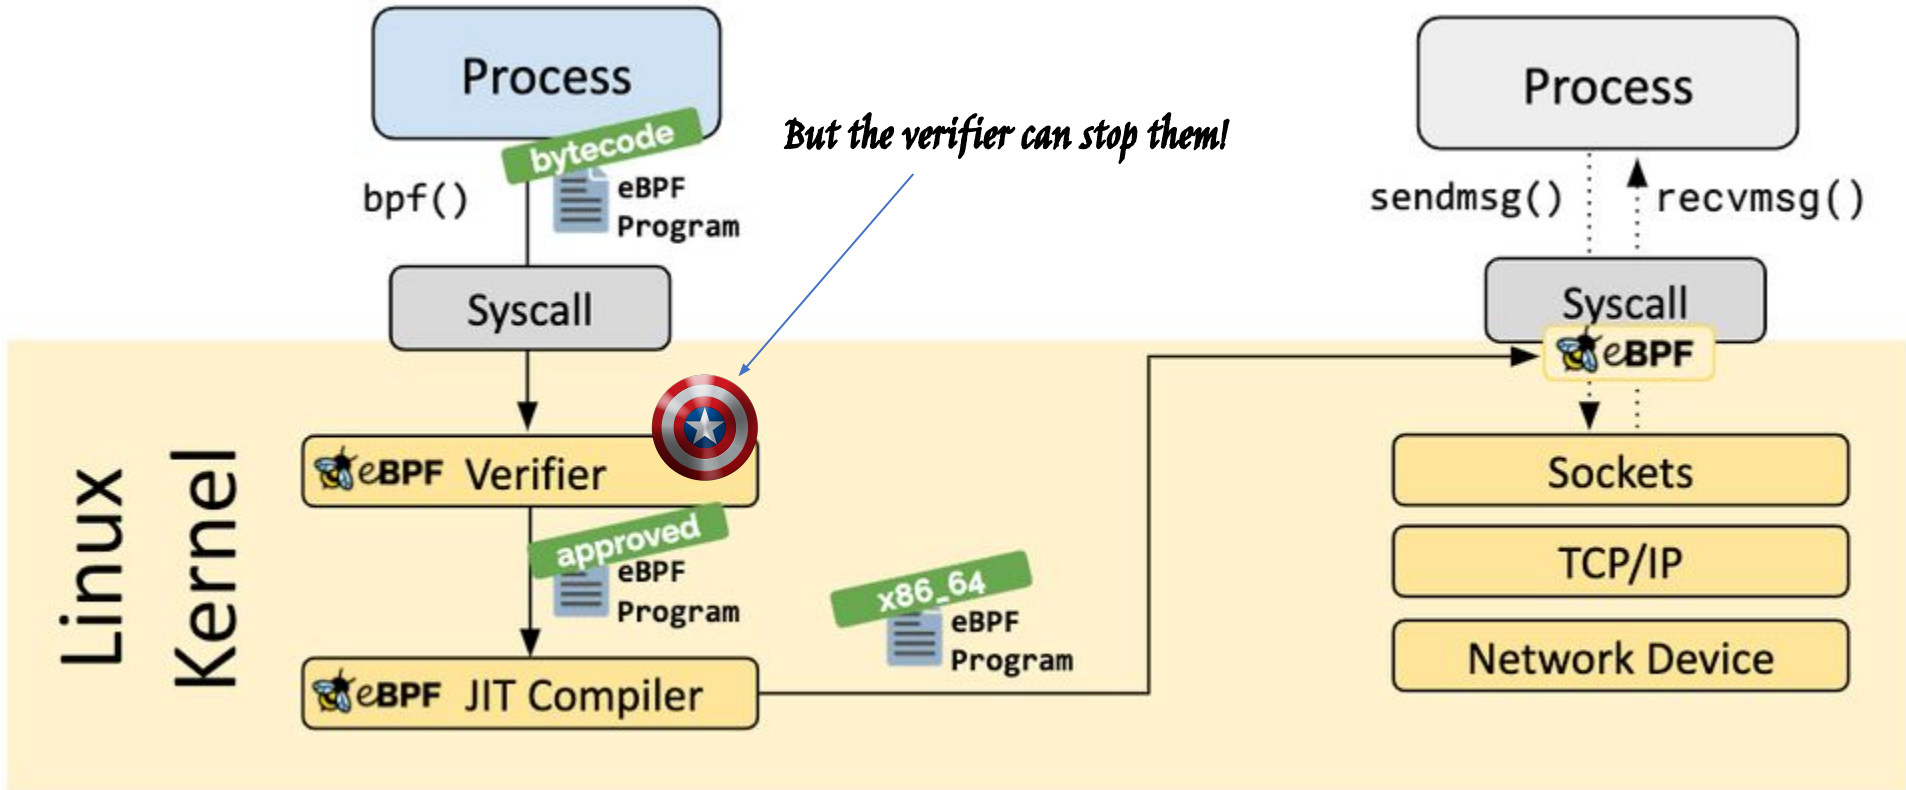 Process
bytecode
bpf()
eBPF
Program
Syscall
But the verifier can stop them!
Process
sendmsg()
recvmsg()
Syscall
eBPF
Linux
Kernel
eBPF Verifier
approved
eBPF
Program
eBPF JIT Compiler
x86_64
eBPF
Program
Sockets
TCP/IP
Network Device